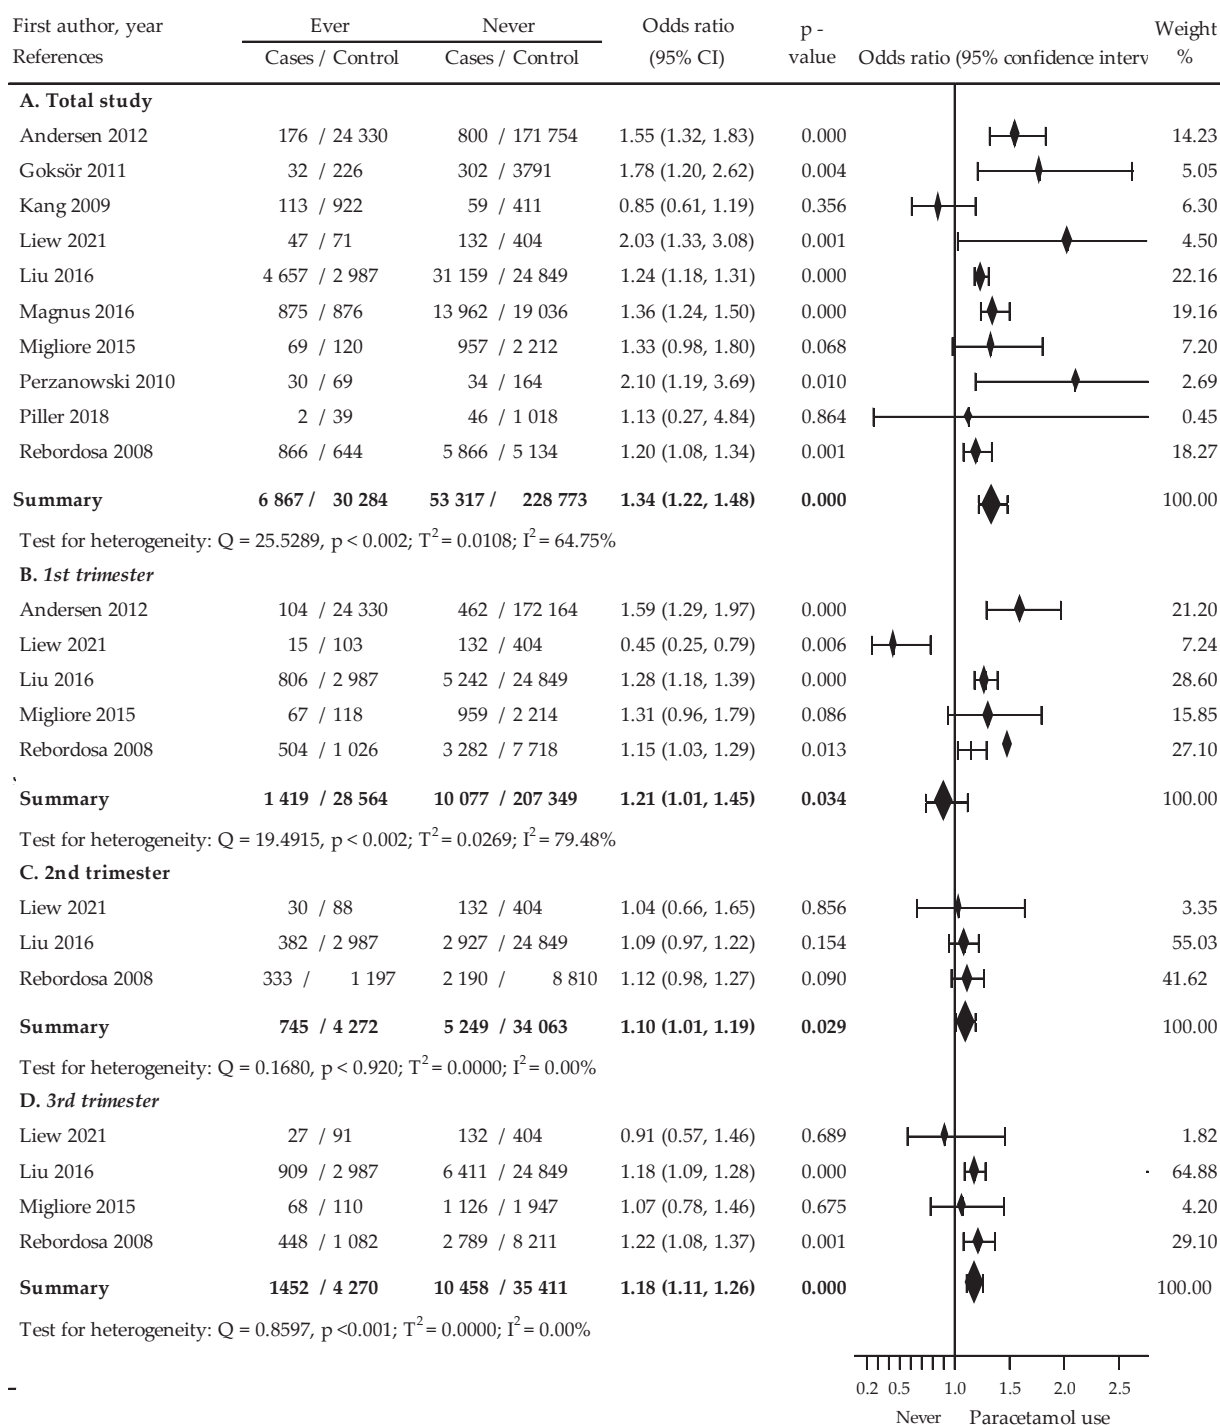 First author, year Ever Never Odds ratio p - Weight
References Cases / Control Cases / Control (95% CI) value Odds ratio (95% confidence interv %
A. Total study
Andersen 2012 176 / 24 330 800 / 171 754 1.55 (1.32, 1.83) 0.000 14.23
Goksör 2011 32 / 226 302 / 3791 1.78 (1.20, 2.62) 0.004 5.05
Kang 2009 113 / 922 59 / 411 0.85 (0.61, 1.19) 0.356 6.30
Liew 2021 47 / 71 132 / 404 2.03 (1.33, 3.08) 0.001 4.50
Liu 2016 4 657 / 2 987 31 159 / 24 849 1.24 (1.18, 1.31) 0.000 22.16
Magnus 2016 875 / 876 13 962 / 19 036 1.36 (1.24, 1.50) 0.000 19.16
Migliore 2015 69 / 120 957 / 2 212 1.33 (0.98, 1.80) 0.068 7.20
Perzanowski 2010 30 / 69 34 / 164 2.10 (1.19, 3.69) 0.010 2.69
Piller 2018 2 / 39 46 / 1 018 1.13 (0.27, 4.84) 0.864 0.45
Rebordosa 2008 866 / 644 5 866 / 5 134 1.20 (1.08, 1.34) 0.001 18.27
Summary 6 867 / 30 284 53 317 / 228 773 1.34 (1.22, 1.48) 0.000 100.00
Test for heterogeneity: Q = 25.5289, p < 0.002; T² = 0.0108; I² = 64.75%
B. 1st trimester
Andersen 2012 104 / 24 330 462 / 172 164 1.59 (1.29, 1.97) 0.000 21.20
Liew 2021 15 / 103 132 / 404 0.45 (0.25, 0.79) 0.006 7.24
Liu 2016 806 / 2 987 5 242 / 24 849 1.28 (1.18, 1.39) 0.000 28.60
Migliore 2015 67 / 118 959 / 2 214 1.31 (0.96, 1.79) 0.086 15.85
Rebordosa 2008 504 / 1 026 3 282 / 7 718 1.15 (1.03, 1.29) 0.013 27.10
Summary 1 419 / 28 564 10 077 / 207 349 1.21 (1.01, 1.45) 0.034 100.00
Test for heterogeneity: Q = 19.4915, p < 0.002; T² = 0.0269; I² = 79.48%
C. 2nd trimester
Liew 2021 30 / 88 132 / 404 1.04 (0.66, 1.65) 0.856 3.35
Liu 2016 382 / 2 987 2 927 / 24 849 1.09 (0.97, 1.22) 0.154 55.03
Rebordosa 2008 333 / 1 197 2 190 / 8 810 1.12 (0.98, 1.27) 0.090 41.62
Summary 745 / 4 272 5 249 / 34 063 1.10 (1.01, 1.19) 0.029 100.00
Test for heterogeneity: Q = 0.1680, p < 0.920; T² = 0.0000; I² = 0.00%
D. 3rd trimester
Liew 2021 27 / 91 132 / 404 0.91 (0.57, 1.46) 0.689 1.82
Liu 2016 909 / 2 987 6 411 / 24 849 1.18 (1.09, 1.28) 0.000 64.88
Migliore 2015 68 / 110 1 126 / 1 947 1.07 (0.78, 1.46) 0.675 4.20
Rebordosa 2008 448 / 1 082 2 789 / 8 211 1.22 (1.08, 1.37) 0.001 29.10
Summary 1452 / 4 270 10 458 / 35 411 1.18 (1.11, 1.26) 0.000 100.00
Test for heterogeneity: Q = 0.8597, p <0.001; T² = 0.0000; I² = 0.00%
0.2 0.5 1.0 1.5 2.0 2.5
Never Paracetamol use